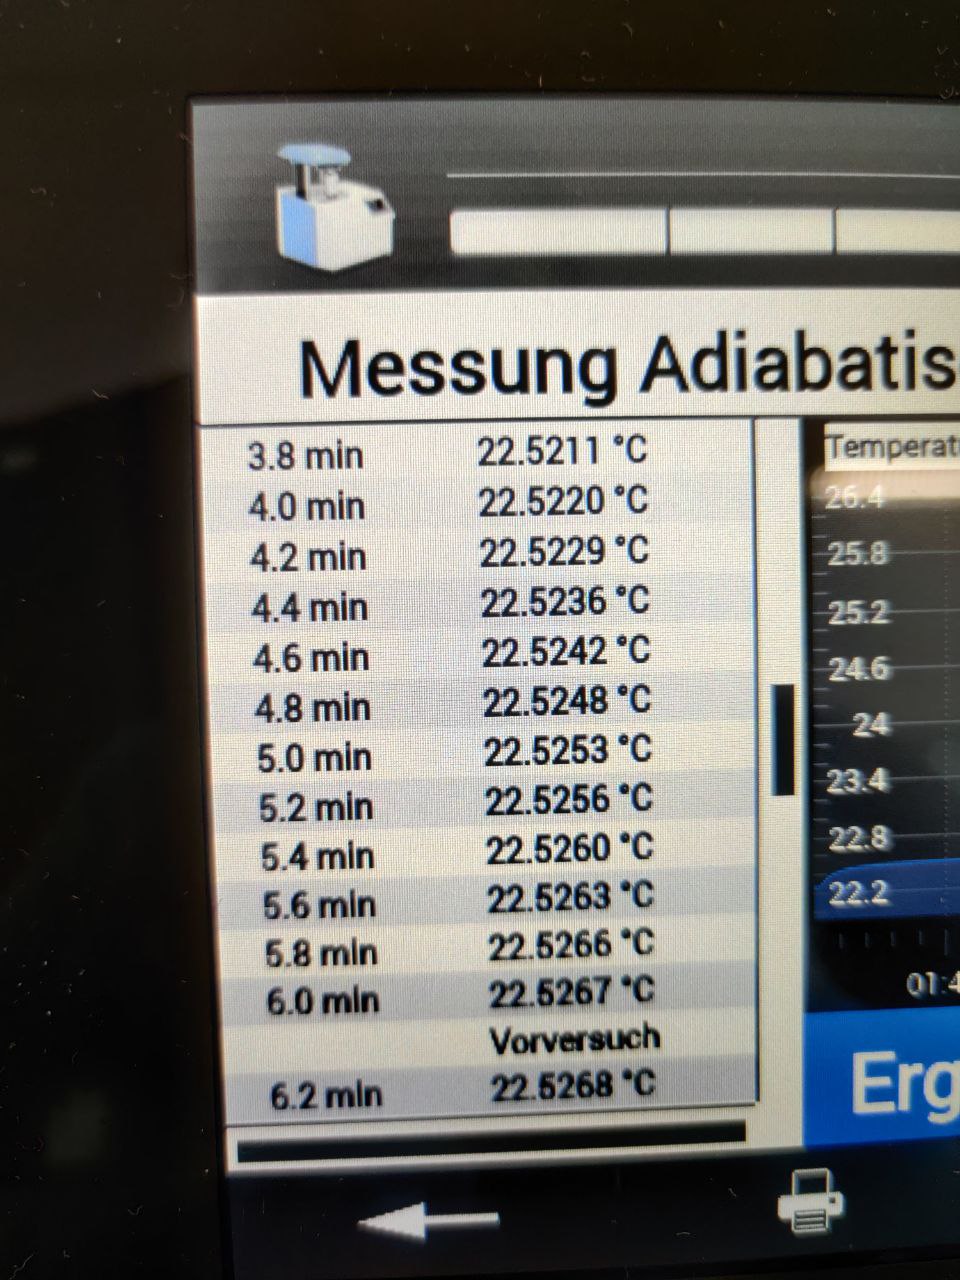 Messung Adiabatis
3.8 min 22.5211 °C
4.0 min 22.5220 °C
4.2 min 22.5229 °C
4.4 min 22.5236 °C
4.6 min 22.5242 °C
4.8 min 22.5248 °C
5.0 min 22.5253 °C
5.2 min 22.5256 °C
5.4 min 22.5260 °C
5.6 min 22.5263 °C
5.8 min 22.5266 °C
6.0 min 22.5267 °C
Vorversuch
6.2 min 22.5268 °C
Temperat
26.4
25.8
25.2
24.6
24
23.4
22.8
22.2
01:4
Erg